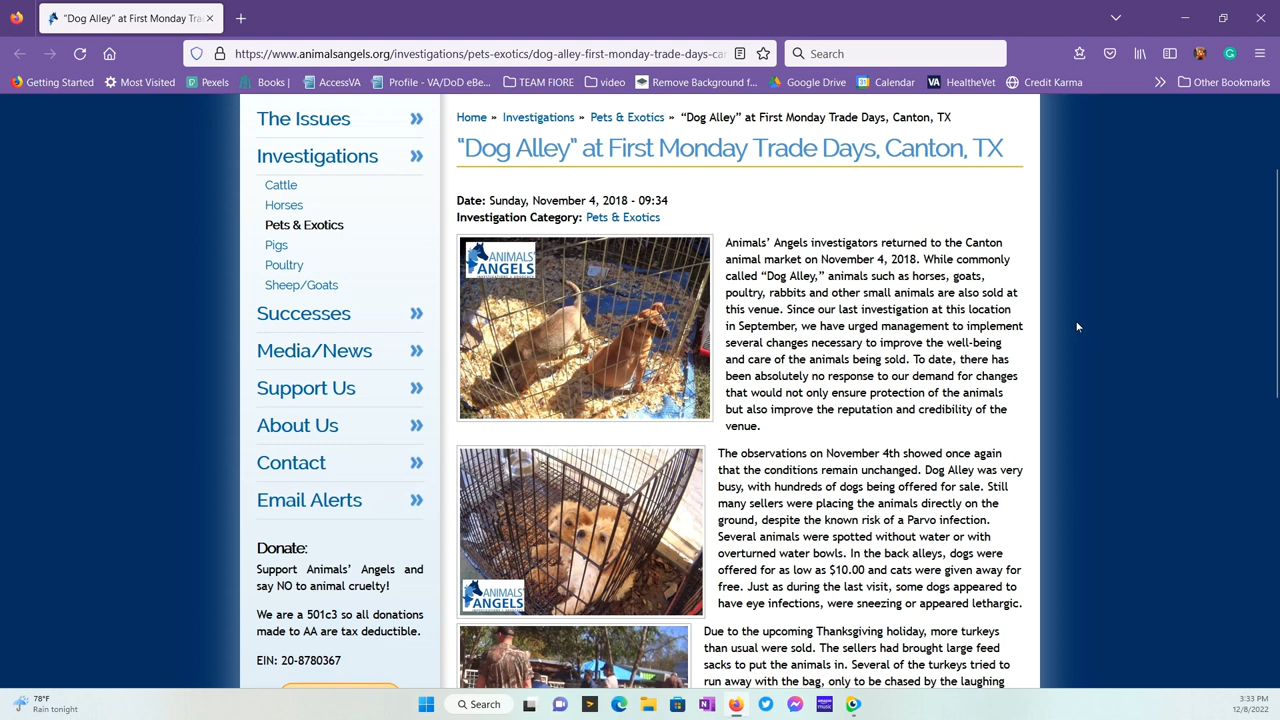 "Dog Alley" at First Monday Tra
https://www.animalsangels.org/investigations/pets-exotics/dog-alley-first-monday-trade-days-can
Search
Getting Started
Most Visited
Pexels
Books |
AccessVA
Profile - VA/DoD eBe...
TEAM FIORE
video
Remove Background f...
Google Drive
Calendar
VA HealtheVet
Credit Karma
Other Bookmarks
The Issues
Investigations
Cattle
Horses
Pets & Exotics
Pigs
Poultry
Sheep/Goats
Successes
Media/News
Support Us
About Us
Contact
Email Alerts
Donate:
Support Animals' Angels and
say NO to animal cruelty!
We are a 501c3 so all donations
made to AA are tax deductible.
EIN: 20-8780367
Home » Investigations » Pets & Exotics » "Dog Alley" at First Monday Trade Days, Canton, TX
"Dog Alley" at First Monday Trade Days, Canton, TX
Date: Sunday, November 4, 2018 - 09:34
Investigation Category: Pets & Exotics
ANIMALS'
ANGELS
Animals' Angels investigators returned to the Canton
animal market on November 4, 2018. While commonly
called "Dog Alley," animals such as horses, goats,
poultry, rabbits and other small animals are also sold at
this venue. Since our last investigation at this location
in September, we have urged management to implement
several changes necessary to improve the well-being
and care of the animals being sold. To date, there has
been absolutely no response to our demand for changes
that would not only ensure protection of the animals
but also improve the reputation and credibility of the
venue.
ANIMALS'
ANGELS
The observations on November 4th showed once again
that the conditions remain unchanged. Dog Alley was very
busy, with hundreds of dogs being offered for sale. Still
many sellers were placing the animals directly on the
ground, despite the known risk of a Parvo infection.
Several animals were spotted without water or with
overturned water bowls. In the back alleys, dogs were
offered for as low as $10.00 and cats were given away for
free. Just as during the last visit, some dogs appeared to
have eye infections, were sneezing or appeared lethargic.
Due to the upcoming Thanksgiving holiday, more turkeys
than usual were sold. The sellers had brought large feed
sacks to put the animals in. Several of the turkeys tried to
run away with the bag, only to be chased by the laughing
78°F
Rain tonight
Search
3:33 PM
12/8/2022